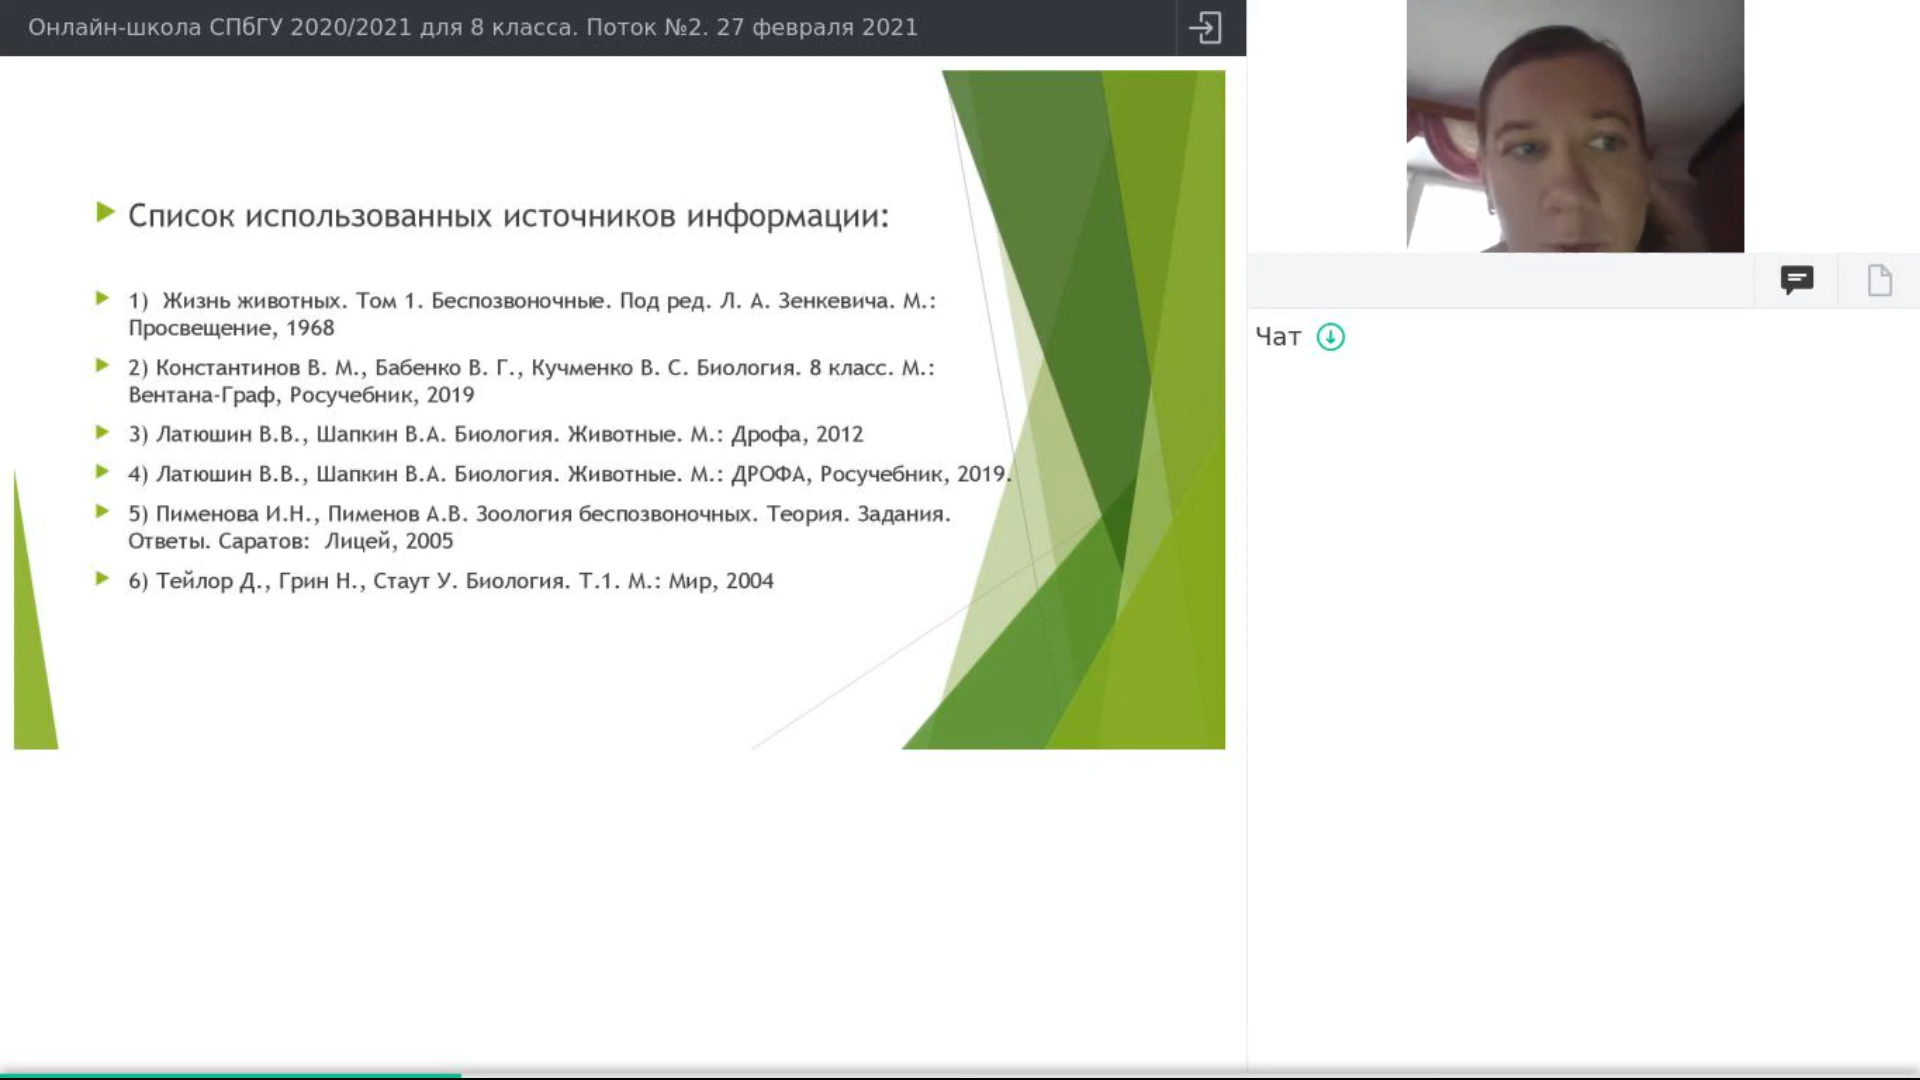 Онлайн-школа СПбГУ 2020/2021 для 8 класса. Поток №2. 27 февраля 2021
Список использованных источников информации:
1) Жизнь животных. Том 1. Беспозвоночные. Под ред. Л. А. Зенкевича. М.:
Просвещение, 1968
2) Константинов В. М., Бабенко В. Г., Кучменко В. С. Биология. 8 класс. М.:
Вентана-Граф, Росучебник, 2019
3) Латюшин В.В., Шапкин В.А. Биология. Животные. М.: Дрофа, 2012
4) Латюшин В.В., Шапкин В.А. Биология. Животные. М.: ДРОФА, Росучебник, 2019.
5) Пименова И.Н., Пименов А.В. Зоология беспозвоночных. Теория. Задания.
Ответы. Саратов: Лицей, 2005
6) Тейлор Д., Грин Н., Стаут У. Биология. Т.1. М.: Мир, 2004
Чат